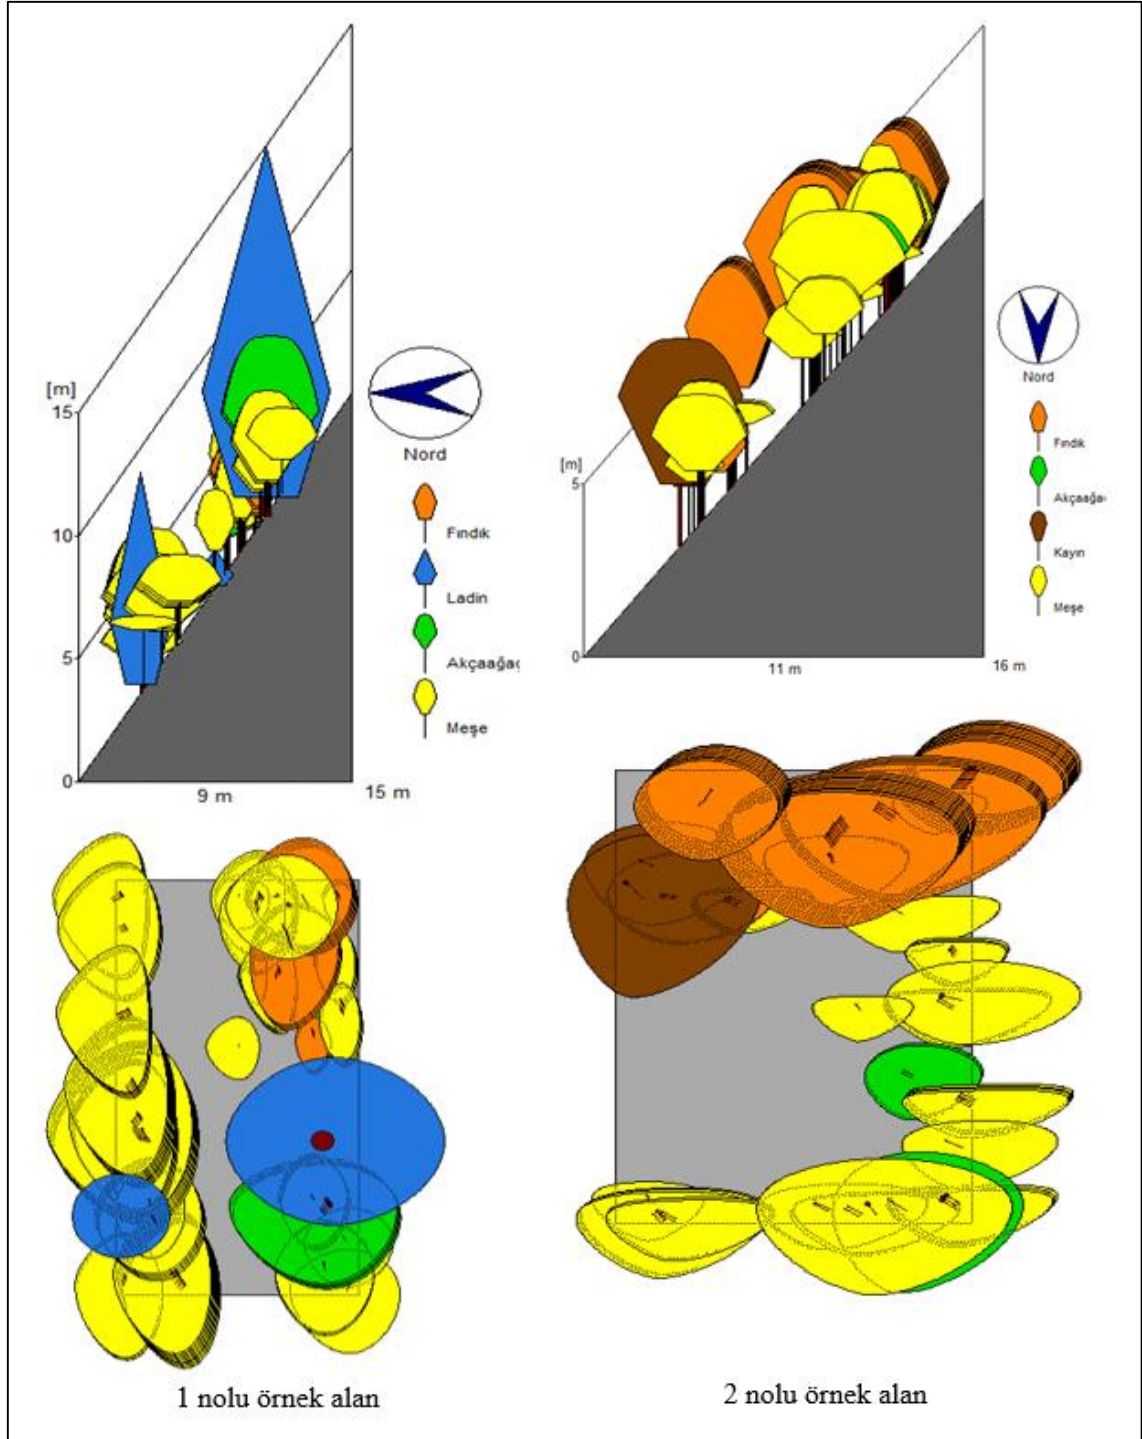 [m]
15
10
5
0
9 m
15 m
Nord
Fındık
Ladin
Akçaağaç
Meşe
[m]
5
0
11 m
16 m
Nord
Fındık
Akçaağa
Kayın
Meşe
1 nolu örnek alan
2 nolu örnek alan